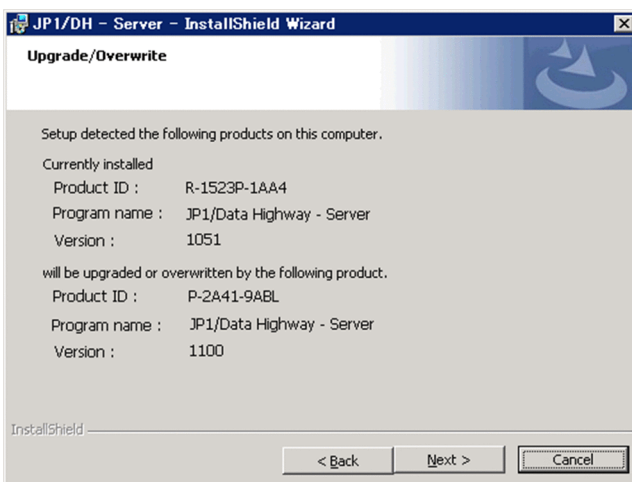 JP1/DH - Server - InstallShield Wizard
Upgrade/Overwrite
Setup detected the following products on this computer.
Currently installed
Product ID : R-1523P-1AA4
Program name : JP1/Data Highway - Server
Version : 1051
will be upgraded or overwritten by the following product.
Product ID : P-2A41-9ABL
Program name : JP1/Data Highway - Server
Version : 1100
InstallShield
< Back Next > Cancel